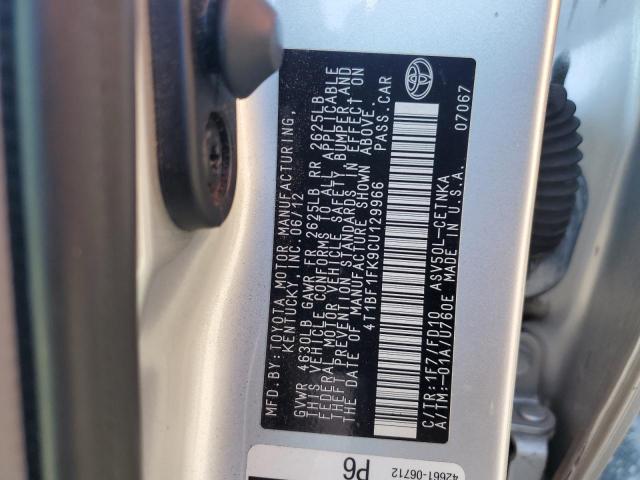 MFD.BY:TOYOTA MOTOR MANUFACTURING,
KENTUCKY INC. 06/12
GVWR 4630LB GAWR FR 2625LB RR 2625LB
THIS VEHICLE CONFORMS TO ALL APPLICABLE
FEDERAL MOTOR VEHICLE SAFETY, BUMPER, AND
THEFT PREVENTION STANDARDS IN EFFECT ON
THE DATE OF MANUFACTURE SHOWN ABOVE.
4T1BF1FK9CU129966 PASS.CAR
C/TR:1F7/FD10 ASV50L-CETNKA
A/TM:-01A/U760E MADE IN U.S.A.
07067
42661-06712
P6